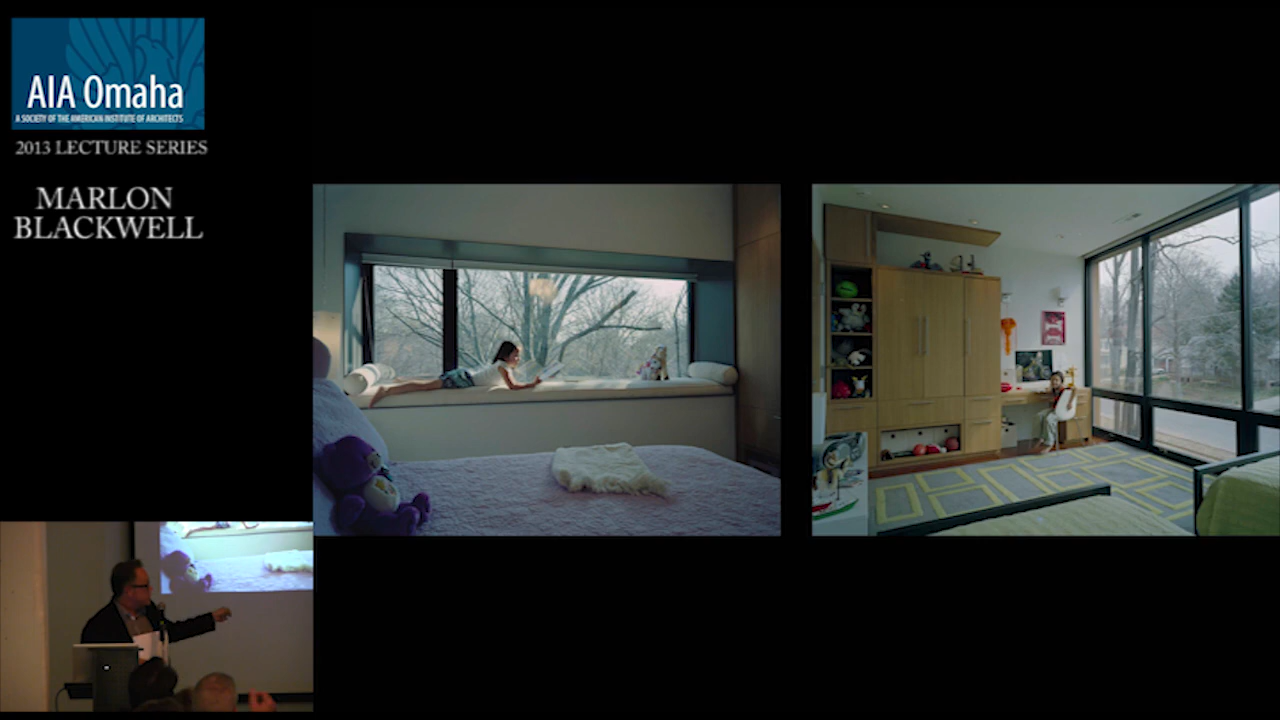 AIA Omaha
A SOCIETY OF THE AMERICAN INSTITUTE OF ARCHITECTS
2013 LECTURE SERIES
MARLON
BLACKWELL